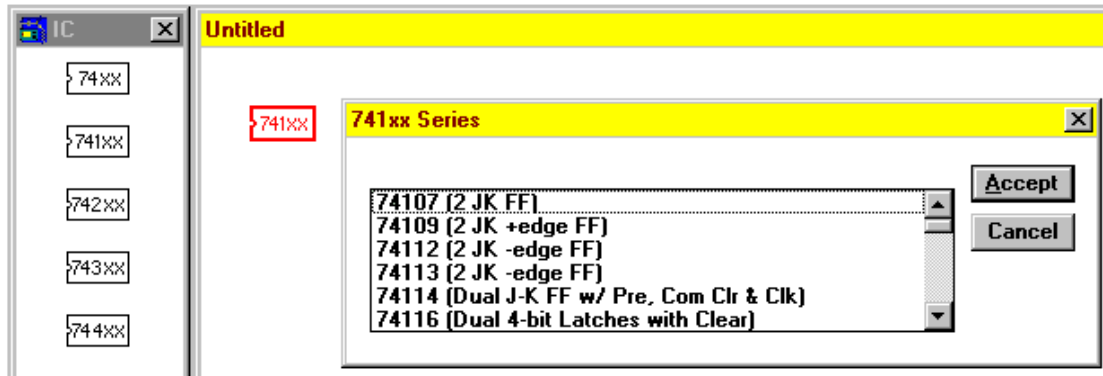 IC
74xx
741xx
742xx
743xx
744xx
Untitled
741xx
741xx Series
74107 (2 JK FF)
74109 (2 JK +edge FF)
74112 (2 JK -edge FF)
74113 (2 JK -edge FF)
74114 (Dual J-K FF w/ Pre, Com Clr & Clk)
74116 (Dual 4-bit Latches with Clear)
Accept
Cancel